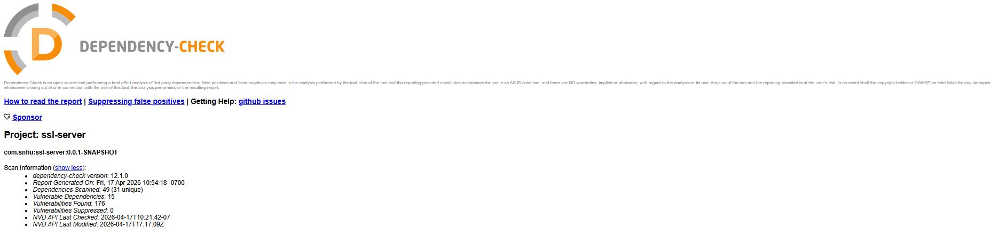 DEPENDENCY-CHECK
Dependency-Check is an open source tool performing a best effort analysis of 3rd party dependencies; false positives and false negatives may exist in the analysis performed by the tool. Use of the tool and the reporting provided constitutes acceptance for use in an AS IS condition, and there are NO warranties, implied or otherwise, with regard to the analysis or its use. Any use of the tool and the reporting provided is at the user's risk. In no event shall the copyright holder or OWASP be held liable for any damages
whatsoever arising out of or in connection with the use of this tool, the analysis performed, or the resulting report.
How to read the report | Suppressing false positives | Getting Help: github issues
Sponsor
Project: ssl-server
com.snhu:ssl-server:0.0.1-SNAPSHOT
Scan Information (show less):
• dependency-check version: 12.1.0
• Report Generated On: Fri, 17 Apr 2026 10:54:18 -0700
• Dependencies Scanned: 49 (31 unique)
• Vulnerable Dependencies: 15
• Vulnerabilities Found: 176
• Vulnerabilities Suppressed: 0
• NVD API Last Checked: 2026-04-17T10:21:42-07
• NVD API Last Modified: 2026-04-17T17:17:09Z